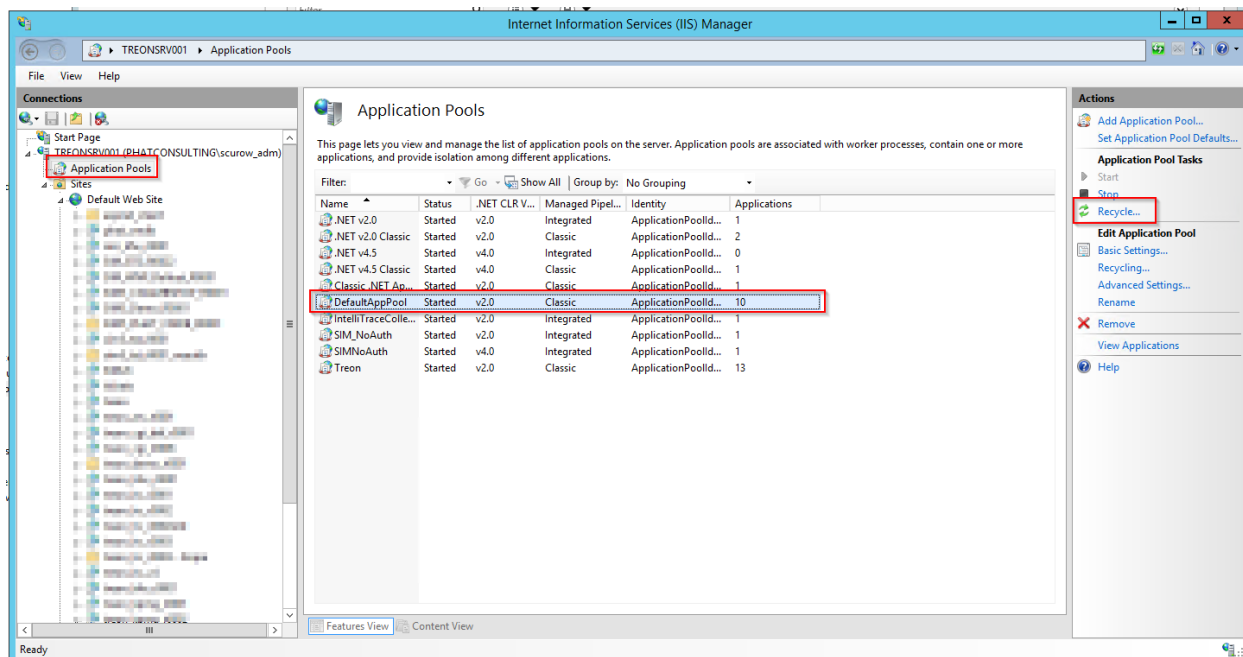 Internet Information Services (IIS) Manager
TREONSRV001 Application Pools
File View Help
Connections
Start Page
TREONSRV001 (PHATCONSULTING\scurow_adm)
Application Pools
Sites
Default Web Site
Application Pools
This page lets you view and manage the list of application pools on the server. Application pools are associated with worker processes, contain one or more
applications, and provide isolation among different applications.
Filter: Go Show All Group by: No Grouping
Name Status .NET CLR V... Managed Pipel... Identity Applications
.NET v2.0 Started v2.0 Integrated ApplicationPoolId... 1
.NET v2.0 Classic Started v2.0 Classic ApplicationPoolId... 2
.NET v4.5 Started v4.0 Integrated ApplicationPoolId... 0
.NET v4.5 Classic Started v4.0 Classic ApplicationPoolId... 1
Classic .NET Ap... Started v2.0 Classic ApplicationPoolId... 1
DefaultAppPool Started v2.0 Classic ApplicationPoolId... 10
IntelliTraceColle... Started v2.0 Integrated ApplicationPoolId... 1
SIM_NoAuth Started v2.0 Integrated ApplicationPoolId... 1
SIMNoAuth Started v4.0 Integrated ApplicationPoolId... 1
Treon Started v2.0 Classic ApplicationPoolId... 13
Features View Content View
Actions
Add Application Pool...
Set Application Pool Defaults...
Application Pool Tasks
Start
Stop
Recycle...
Edit Application Pool
Basic Settings...
Recycling...
Advanced Settings...
Rename
Remove
View Applications
Help
Ready